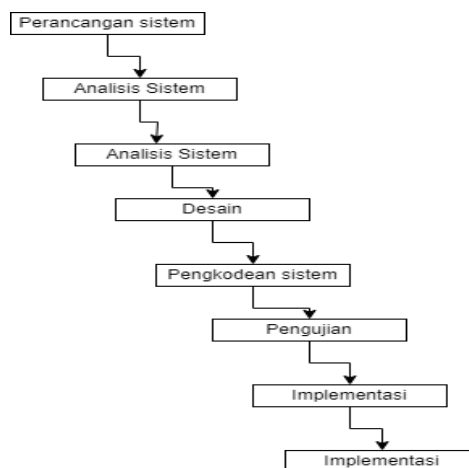 Perancangan sistem
Analisis Sistem
Analisis Sistem
Desain
Pengkodean sistem
Pengujian
Implementasi
Implementasi